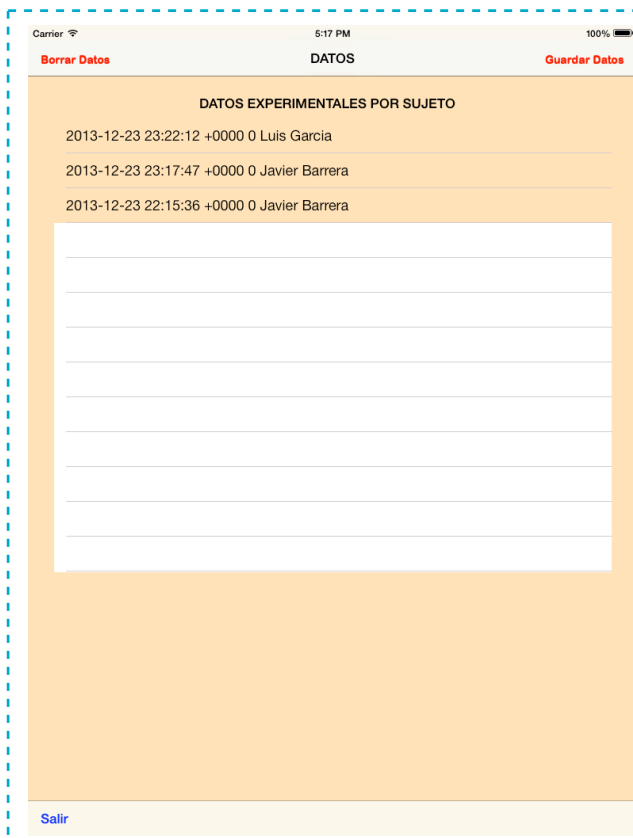 Carrier 5:17 PM 100%
Borrar Datos DATOS Guardar Datos
DATOS EXPERIMENTALES POR SUJETO
2013-12-23 23:22:12 +0000 0 Luis Garcia
2013-12-23 23:17:47 +0000 0 Javier Barrera
2013-12-23 22:15:36 +0000 0 Javier Barrera
Salir